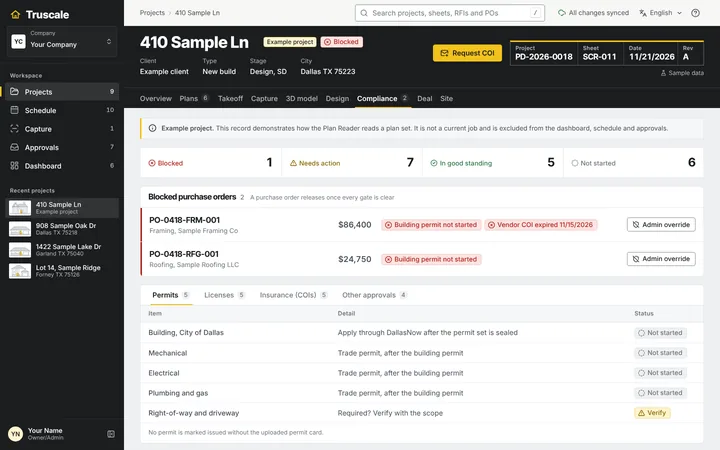 Truscale
YC
Company
Your Company
Workspace
Projects 9
Schedule 10
Capture 1
Approvals 7
Dashboard 6
Recent projects
410 Sample Ln
Example project
908 Sample Oak Dr
Dallas TX 75218
1422 Sample Lake Dr
Garland TX 75040
Lot 14, Sample Ridge
Forney TX 75126
YN
Your Name
Owner/Admin
Projects › 410 Sample Ln
Search projects, sheets, RFIs and POs /
All changes synced
English
410 Sample Ln
Example project
Blocked
Client
Example client
Type
New build
Stage
Design, SD
City
Dallas TX 75223
Request COI
Project
PD-2026-0018
Sheet
SCR-011
Date
11/21/2026
Rev
A
Sample data
Overview Plans 6 Takeoff Capture 3D model Design Compliance 2 Deal Site
Example project. This record demonstrates how the Plan Reader reads a plan set. It is not a current job and is excluded from the dashboard, schedule and approvals.
Blocked 1
Needs action 7
In good standing 5
Not started 6
Blocked purchase orders 2 A purchase order releases once every gate is clear
PO-0418-FRM-001
Framing, Sample Framing Co
$86,400
Building permit not started
Vendor COI expired 11/15/2026
Admin override
PO-0418-RFG-001
Roofing, Sample Roofing LLC
$24,750
Building permit not started
Admin override
Permits 5 Licenses 5 Insurance (COIs) 5 Other approvals 4
Item Detail Status
Building, City of Dallas Apply through DallasNow after the permit set is sealed Not started
Mechanical Trade permit, after the building permit Not started
Electrical Trade permit, after the building permit Not started
Plumbing and gas Trade permit, after the building permit Not started
Right-of-way and driveway Required? Verify with the scope Verify
No permit is marked issued without the uploaded permit card.